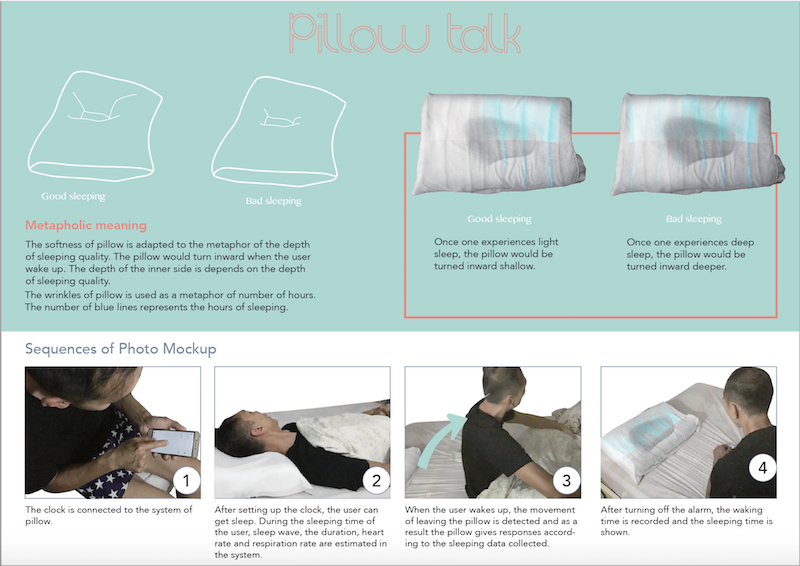 Pillow talk
Good sleeping
Bad sleeping
Metapholic meaning
The softness of pillow is adapted to the metaphor of the depth
of sleeping quality. The pillow would turn inward when the user
wake up. The depth of the inner side is depends on the depth
of sleeping quality.
The wrinkles of pillow is used as a metaphor of number of hours.
The number of blue lines represents the hours of sleeping.
Good sleeping
Once one experiences light
sleep, the pillow would be
turned inward shallow.
Bad sleeping
Once one experiences deep
sleep, the pillow would be
turned inward deeper.
Sequences of Photo Mockup
1
The clock is connected to the system of
pillow.
2
After setting up the clock, the user can
get sleep. During the sleeping time of
the user, sleep wave, the duration, heart
rate and respiration rate are estimated in
the system.
3
When the user wakes up, the movement
of leaving the pillow is detected and as a
result the pillow gives responses accord-
ing to the sleeping data collected.
4
After turning off the alarm, the waking
time is recorded and the sleeping time is
shown.